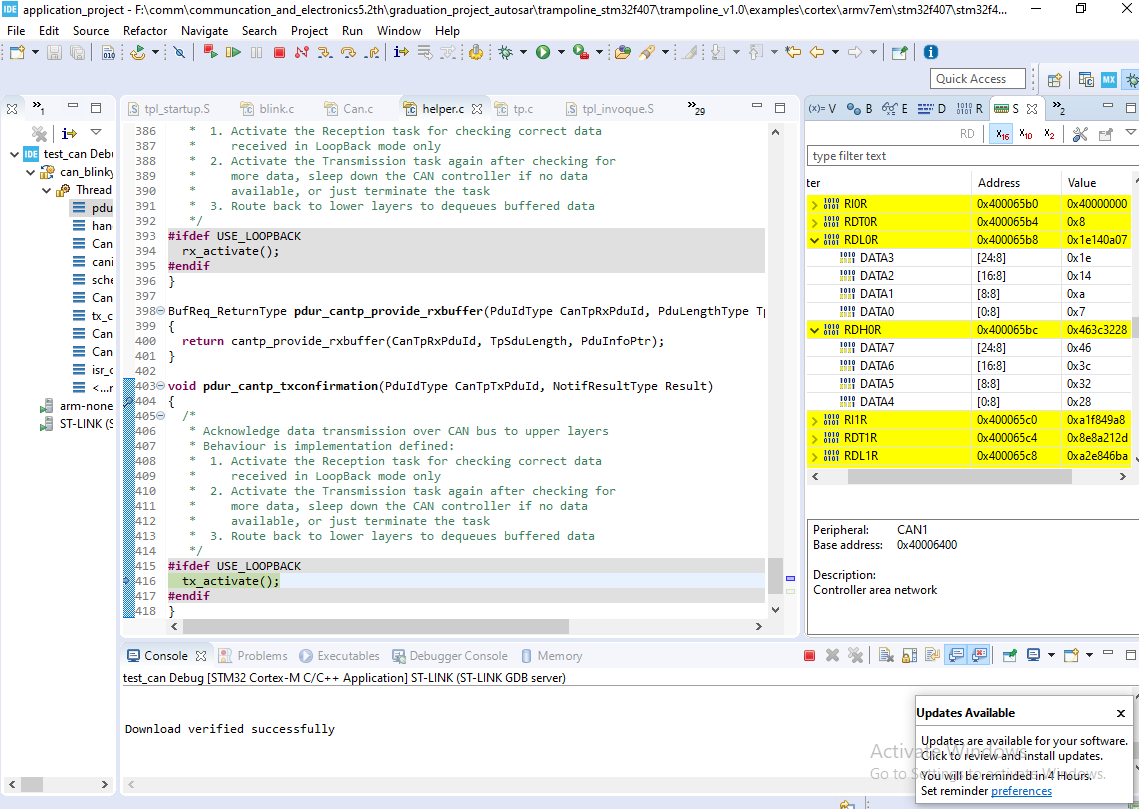 IDE application_project - F:\comm\communcation_and_electronics5.2th\graduation_project_autosar\trampoline_stm32f407\trampoline_v1.0\examples\cortex\armv7em\stm32f407\stm32f4...
File Edit Source Refactor Navigate Search Project Run Window Help
Quick Access
MX
»1
tpl_startup.S blink.c Can.c helper.c tp.c tpl_invoque.S »29
(x)= V B E D R S »2
RD X16 X10 X2
type filter text
IDE test_can Debu
can_blinky
Thread
pdu
han
Can
cani
sche
Can
tx_c
Can
Can
isr_c
<...r
arm-none
ST-LINK (S
386 * 1. Activate the Reception task for checking correct data
387 * received in LoopBack mode only
388 * 2. Activate the Transmission task again after checking for
389 * more data, sleep down the CAN controller if no data
390 * available, or just terminate the task
391 * 3. Route back to lower layers to dequeues buffered data
392 */
393 #ifdef USE_LOOPBACK
394 rx_activate();
395 #endif
396 }
397
398 BufReq_ReturnType pdur_cantp_provide_rxbuffer(PduIdType CanTpRxPduId, PduLengthType Tp
399 {
400 return cantp_provide_rxbuffer(CanTpRxPduId, TpSduLength, PduInfoPtr);
401 }
402
403 void pdur_cantp_txconfirmation(PduIdType CanTpTxPduId, NotifResultType Result)
404 {
405 /*
406 * Acknowledge data transmission over CAN bus to upper layers
407 * Behaviour is implementation defined:
408 * 1. Activate the Reception task for checking correct data
409 * received in LoopBack mode only
410 * 2. Activate the Transmission task again after checking for
411 * more data, sleep down the CAN controller if no data
412 * available, or just terminate the task
413 * 3. Route back to lower layers to dequeues buffered data
414 */
415 #ifdef USE_LOOPBACK
416 tx_activate();
417 #endif
418 }
ter Address Value
RI0R 0x400065b0 0x40000000
RDT0R 0x400065b4 0x8
RDL0R 0x400065b8 0x1e140a07
DATA3 [24:8] 0x1e
DATA2 [16:8] 0x14
DATA1 [8:8] 0xa
DATA0 [0:8] 0x7
RDH0R 0x400065bc 0x463c3228
DATA7 [24:8] 0x46
DATA6 [16:8] 0x3c
DATA5 [8:8] 0x32
DATA4 [0:8] 0x28
RI1R 0x400065c0 0xa1f849a8
RDT1R 0x400065c4 0x8e8a212d
RDL1R 0x400065c8 0xa2e846ba
Peripheral: CAN1
Base address: 0x40006400
Description:
Controller area network
Console Problems Executables Debugger Console Memory
test_can Debug [STM32 Cortex-M C/C++ Application] ST-LINK (ST-LINK GDB server)
Download verified successfully
Activate Windows
Go to Settings to activate Windows.
Updates Available
Updates are available for your software.
Click to review and install updates.
You will be reminded in 4 Hours.
Set reminder preferences